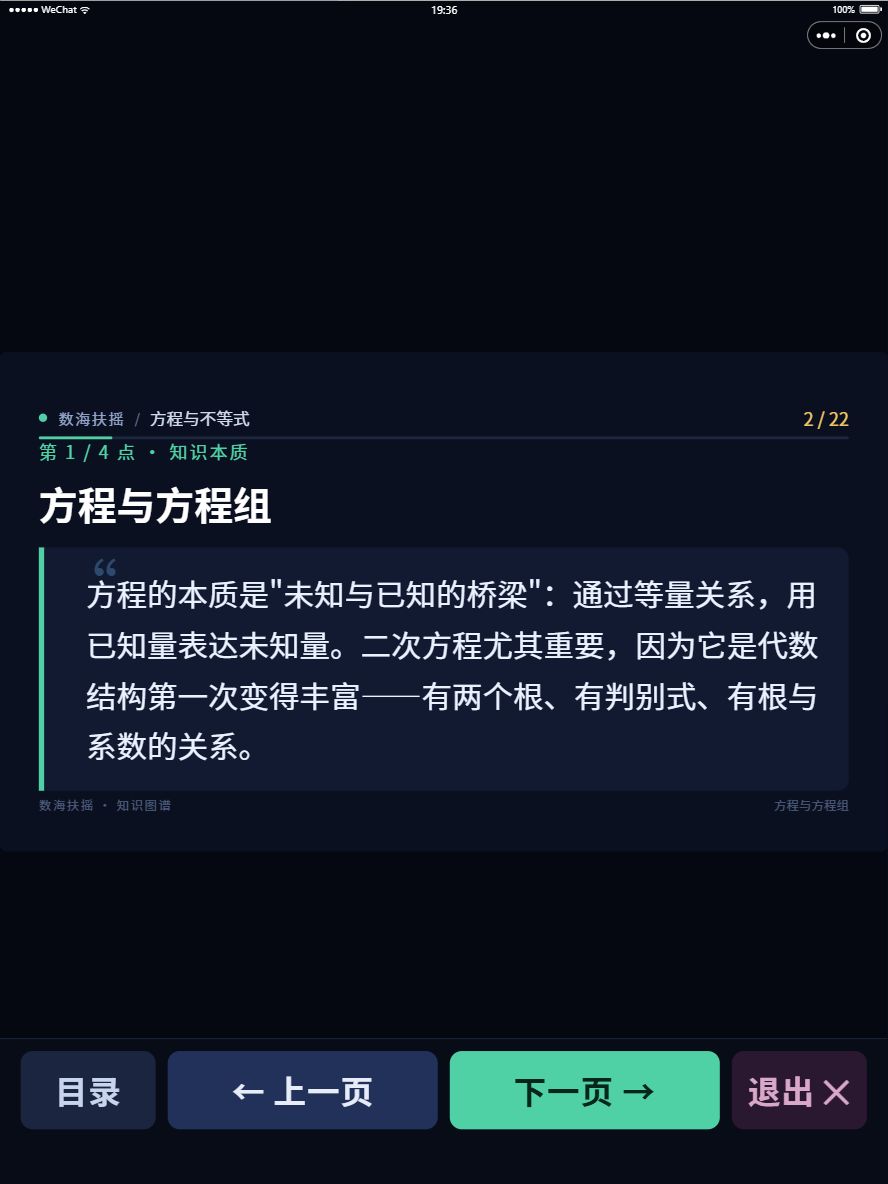 WeChat 19:36 100%
数海扶摇 / 方程与不等式 2 / 22
第 1 / 4 点 · 知识本质
方程与方程组
“
方程的本质是"未知与已知的桥梁"：通过等量关系，用
已知量表达未知量。二次方程尤其重要，因为它是代数
结构第一次变得丰富——有两个根、有判别式、有根与
系数的关系。
数海扶摇 · 知识图谱 方程与方程组
目录 ← 上一页 下一页 → 退出 ✕